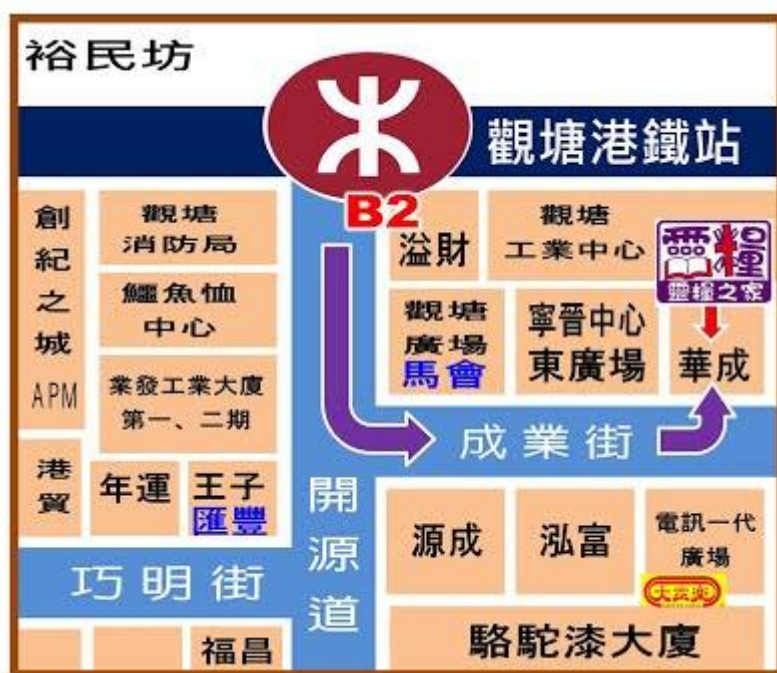 裕民坊
觀塘港鐵站
B2
創紀之城
APM
觀塘
消防局
鱷魚恤
中心
業發工業大廈
第一、二期
港貿
年運
王子
匯豐
巧明街
福昌
開源道
溢財
觀塘
工業中心
靈糧
靈糧之家
觀塘
廣場
馬會
寧晉中心
東廣場
華成
成業街
源成
泓富
電訊一代
廣場
駱駝漆大廈